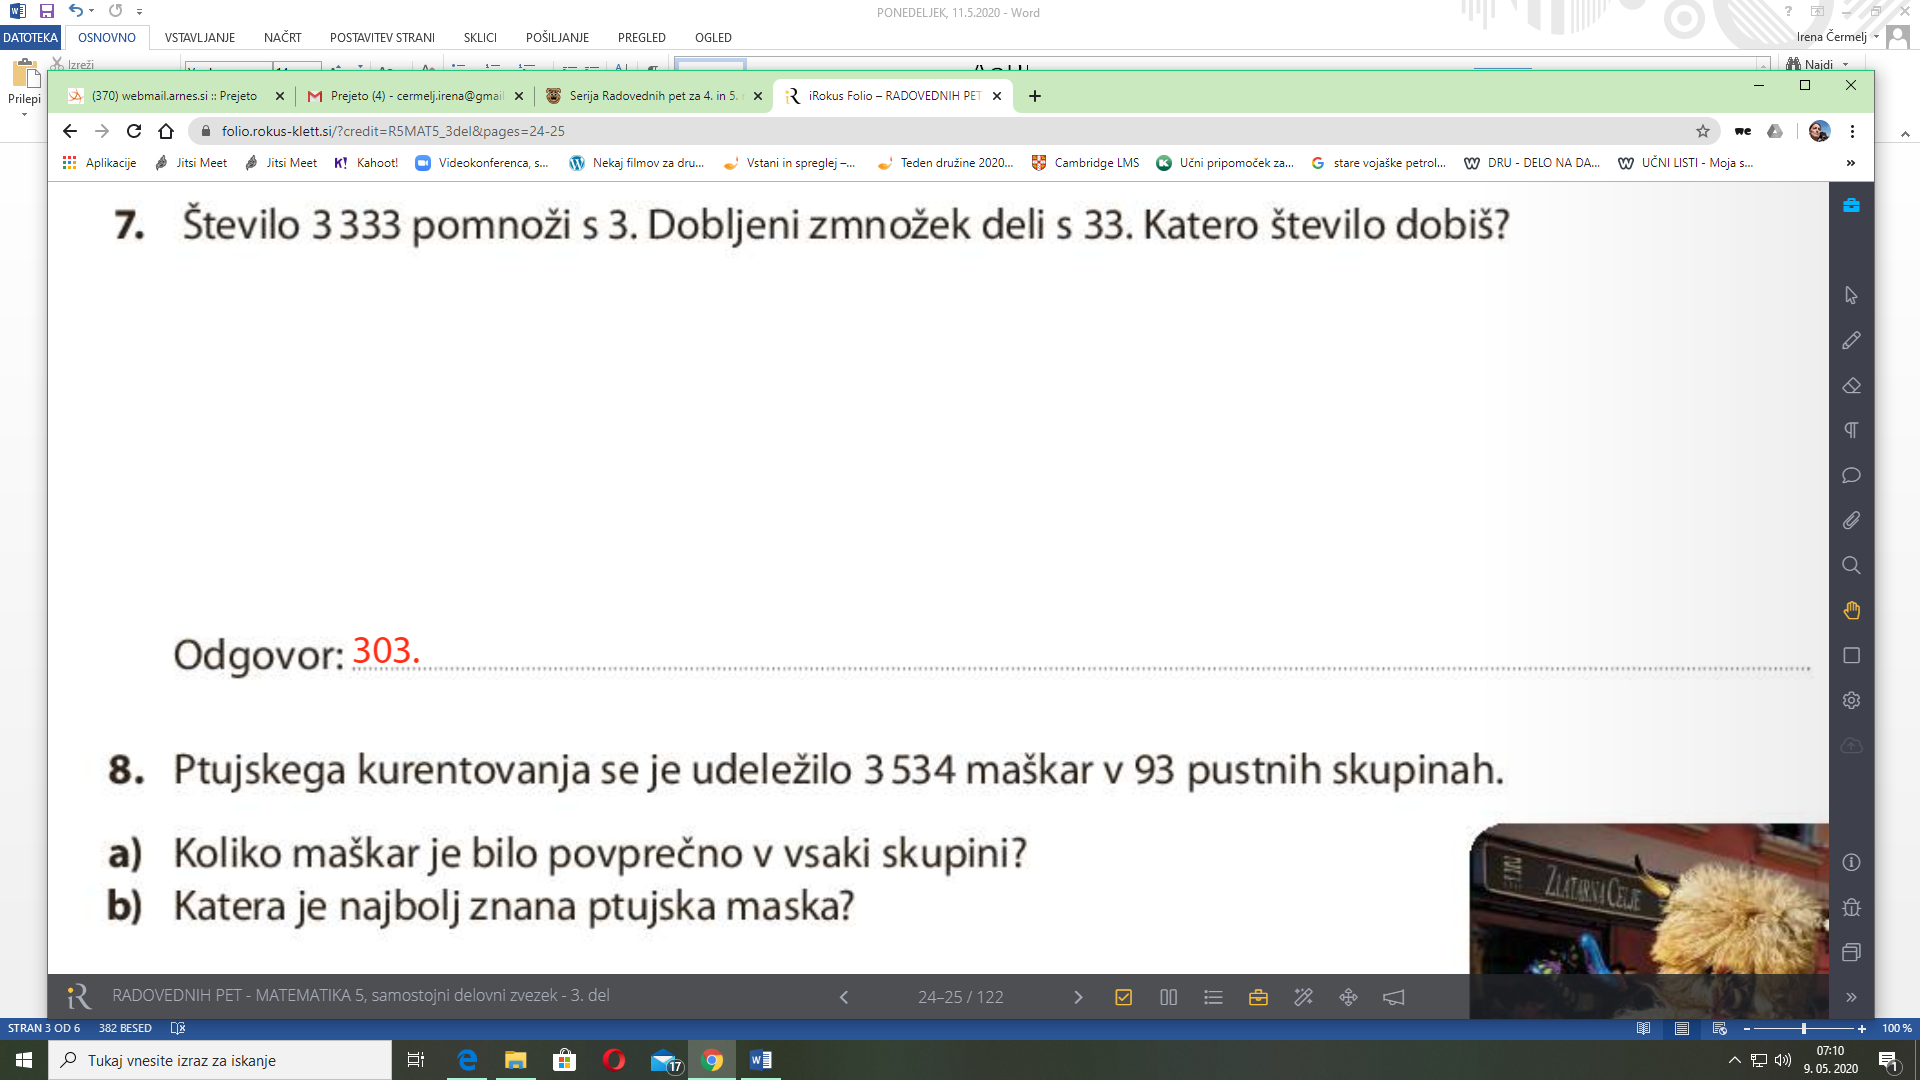 PONEDELJEK, 11.5.2020 - Word
DATOTEKA OSNOVNO VSTAVLJANJE NAČRT POSTAVITEV STRANI SKLICI POŠILJANJE PREGLED OGLED
Irena Čermelj
Prilepi
Izreži
Najdi
(370) webmail.arnes.si :: Prejeto
Prejeto (4) - cermelj.irena@gmai
Serija Radovednih pet za 4. in 5.
iRokus Folio – RADOVEDNIH PET
folio.rokus-klett.si/?credit=R5MAT5_3del&pages=24-25
Aplikacije Jitsi Meet Jitsi Meet K! Kahoot! Videokonferenca, s... Nekaj filmov za dru... Vstani in spreglej –... Teden družine 2020... Cambridge LMS Učni pripomoček za... stare vojaške petrol... DRU - DELO NA DA... UČNI LISTI - Moja s... »
7. Število 3 333 pomnoži s 3. Dobljeni zmnožek deli s 33. Katero število dobiš?
Odgovor: 303.
8. Ptujskega kurentovanja se je udeležilo 3 534 maškar v 93 pustnih skupinah.
a) Koliko maškar je bilo povprečno v vsaki skupini?
b) Katera je najbolj znana ptujska maska?
ZLATARNA CELJE
RADOVEDNIH PET - MATEMATIKA 5, samostojni delovni zvezek - 3. del
24–25 / 122
STRAN 3 OD 6 382 BESED
100 %
Tukaj vnesite izraz za iskanje
17
07:10
9. 05. 2020
1